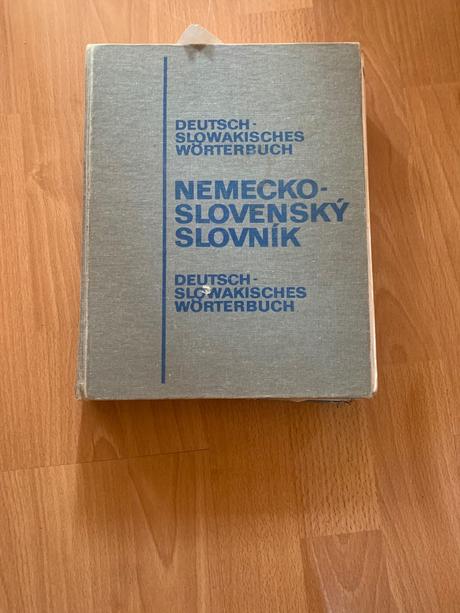 DEUTSCH-
SLOWAKISCHES
WÖRTERBUCH
NEMECKO-
SLOVENSKÝ
SLOVNÍK
DEUTSCH-
SLOWAKISCHES
WÖRTERBUCH